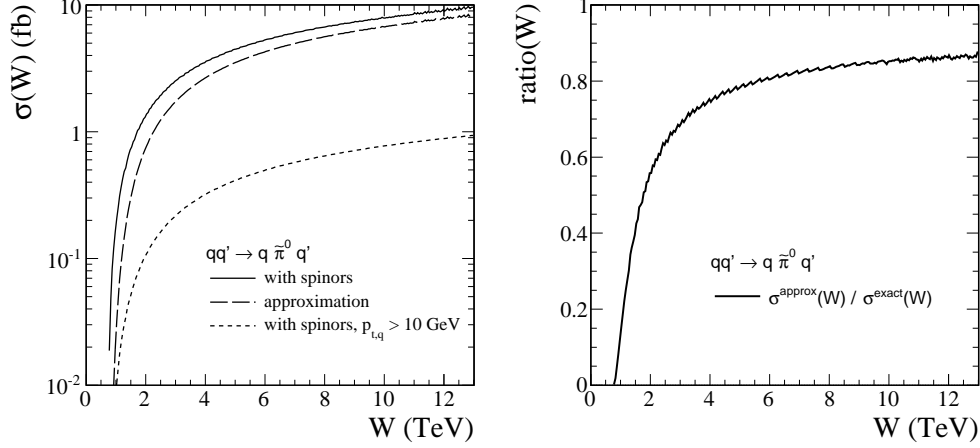 σ(W) (fb)
10
1
10⁻¹
10⁻²
qq' → q π̃⁰ q'
with spinors
approximation
with spinors, p_{t,q} > 10 GeV
0 2 4 6 8 10 12
W (TeV)
ratio(W)
1
0.8
0.6
0.4
0.2
0
qq' → q π̃⁰ q'
σ^{approx}(W) / σ^{exact}(W)
0 2 4 6 8 10 12
W (TeV)